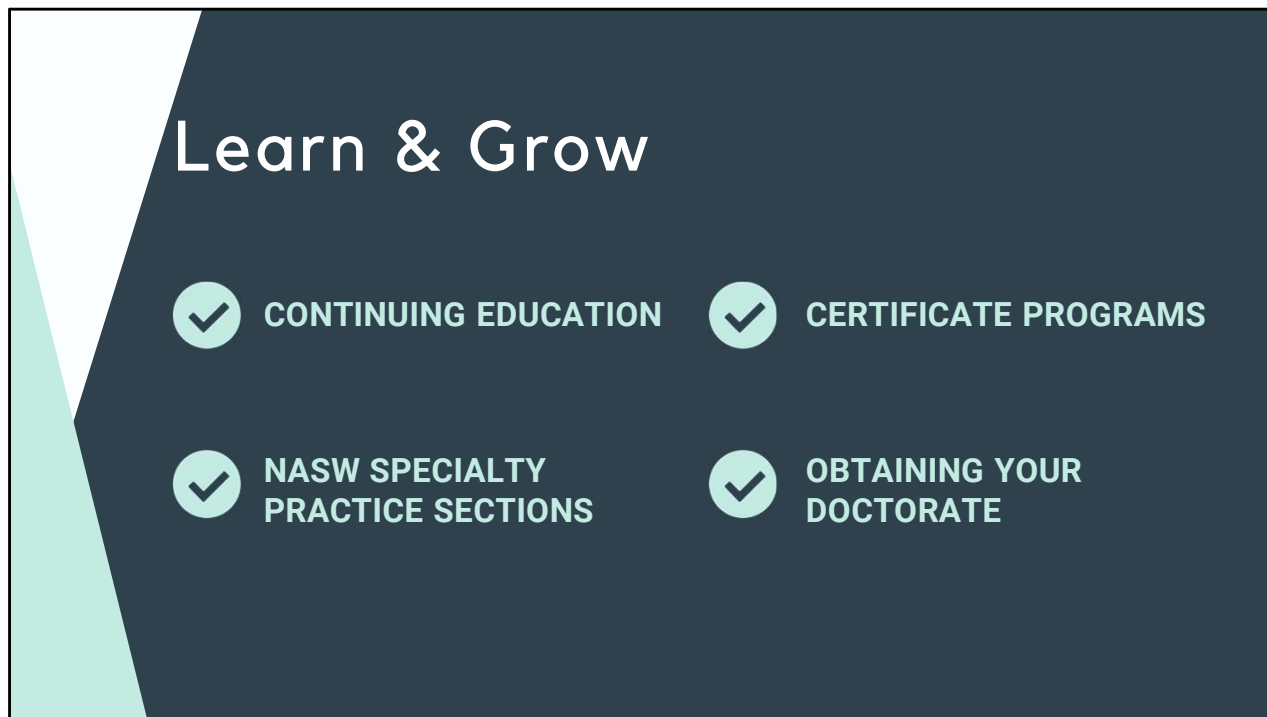 Learn & Grow
CONTINUING EDUCATION
CERTIFICATE PROGRAMS
NASW SPECIALTY
PRACTICE SECTIONS
OBTAINING YOUR
DOCTORATE